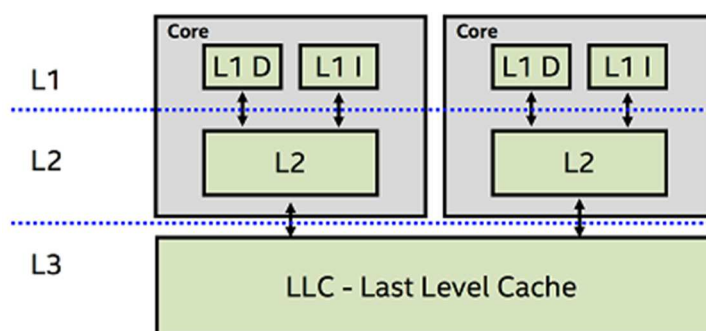 Core
Core
L1 D
L1 I
L1 D
L1 I
L1
L2
L2
L2
L3
LLC - Last Level Cache